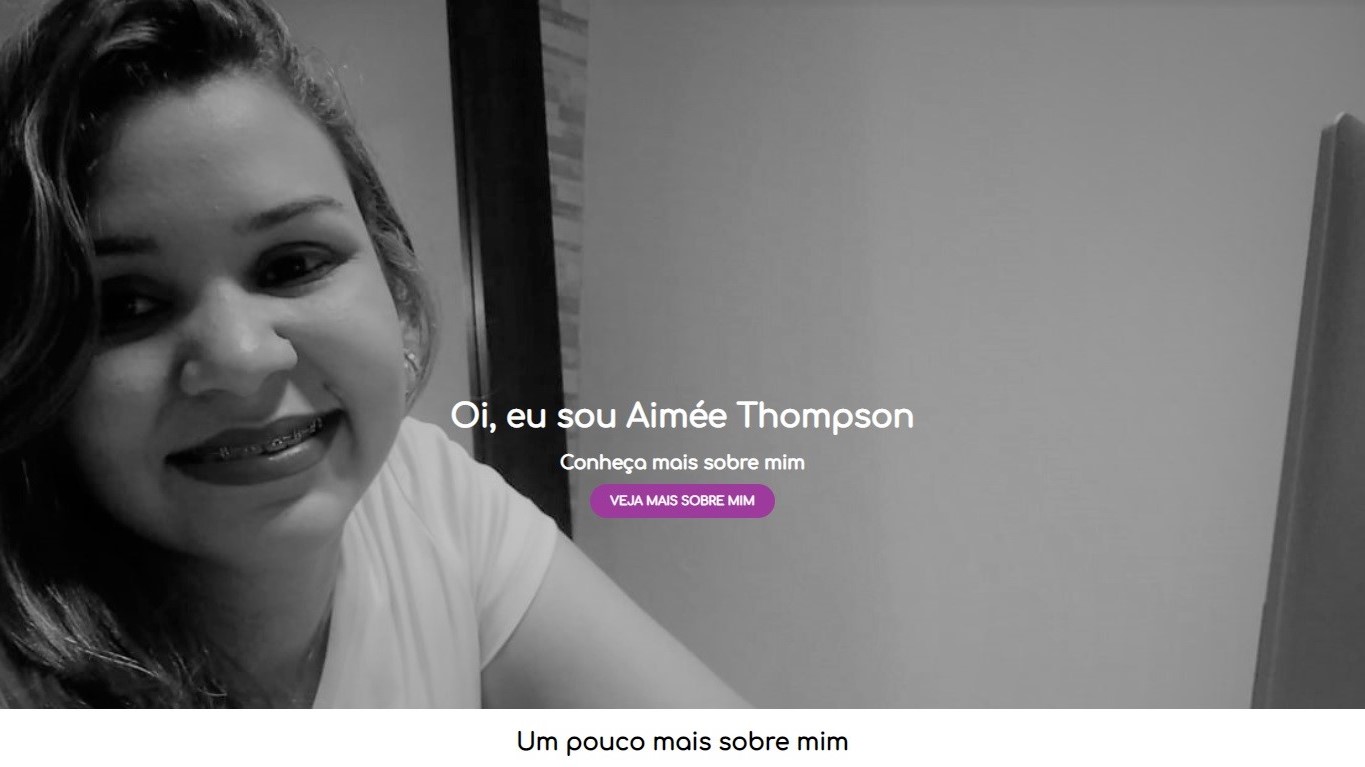 Oi, eu sou Aimée Thompson
Conheça mais sobre mim
VEJA MAIS SOBRE MIM
Um pouco mais sobre mim